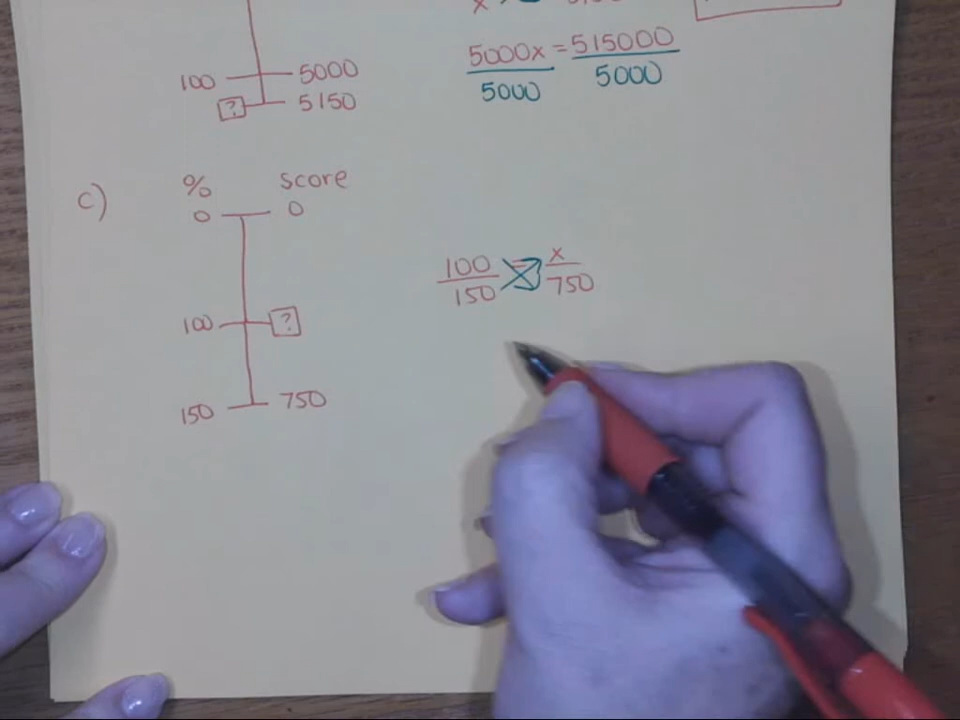 5000x = 515000
5000 5000
100 5000
? 5150
c) % score
0 0
100/150 = x/750
100 ?
150 750